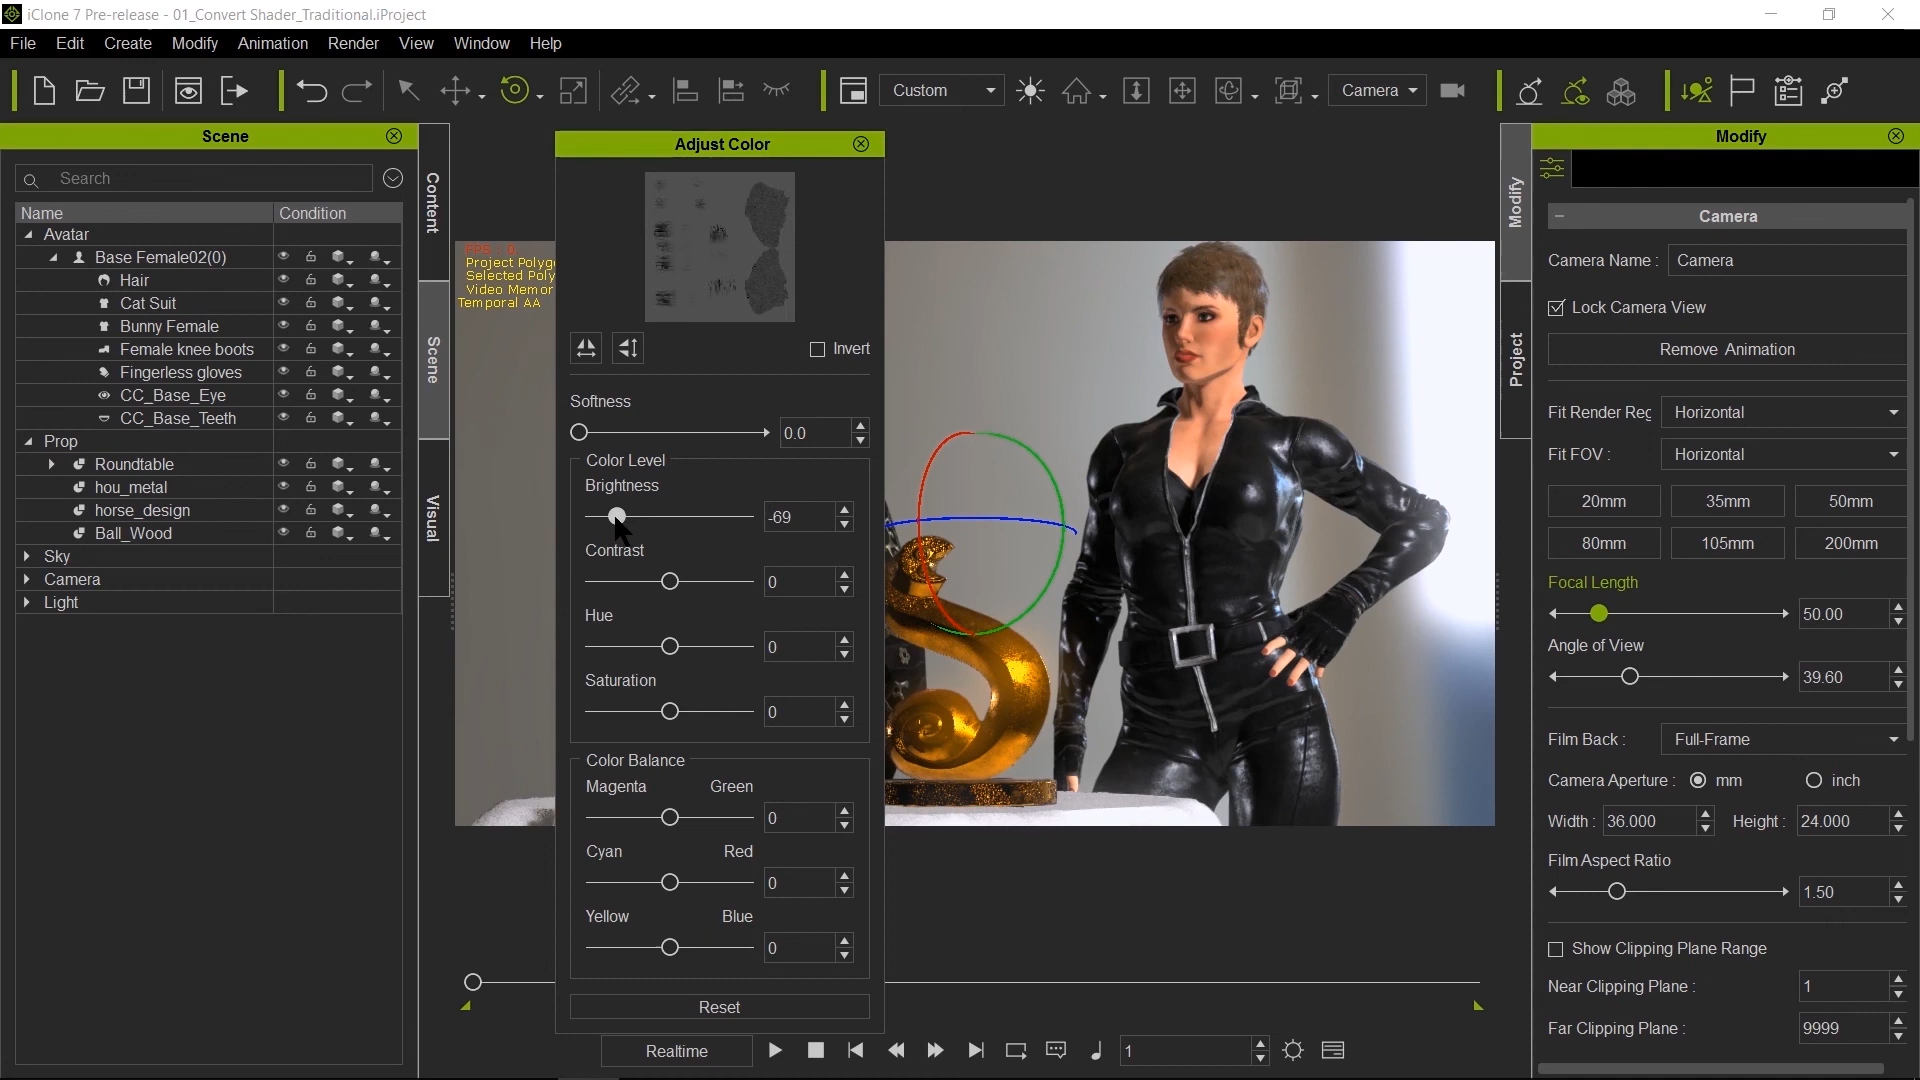 iClone 7 Pre-release - 01_Convert Shader_Traditional.iProject
File Edit Create Modify Animation Render View Window Help
Custom
Camera
Scene
Search
Name Condition
Avatar
Base Female02(0)
Hair
Cat Suit
Bunny Female
Female knee boots
Fingerless gloves
CC_Base_Eye
CC_Base_Teeth
Prop
Roundtable
hou_metal
horse_design
Ball_Wood
Sky
Camera
Light
Content
Scene
Visual
FPS : 0
Project Polyg
Selected Poly
Video Memor
Temporal AA
Adjust Color
Invert
Softness
0.0
Color Level
Brightness
-69
Contrast
0
Hue
0
Saturation
0
Color Balance
Magenta Green
0
Cyan Red
0
Yellow Blue
0
Reset
Realtime
1
Modify
Project
Modify
Camera
Camera Name : Camera
Lock Camera View
Remove Animation
Fit Render Reg Horizontal
Fit FOV : Horizontal
20mm 35mm 50mm
80mm 105mm 200mm
Focal Length
50.00
Angle of View
39.60
Film Back : Full-Frame
Camera Aperture : mm inch
Width : 36.000 Height : 24.000
Film Aspect Ratio
1.50
Show Clipping Plane Range
Near Clipping Plane : 1
Far Clipping Plane : 9999